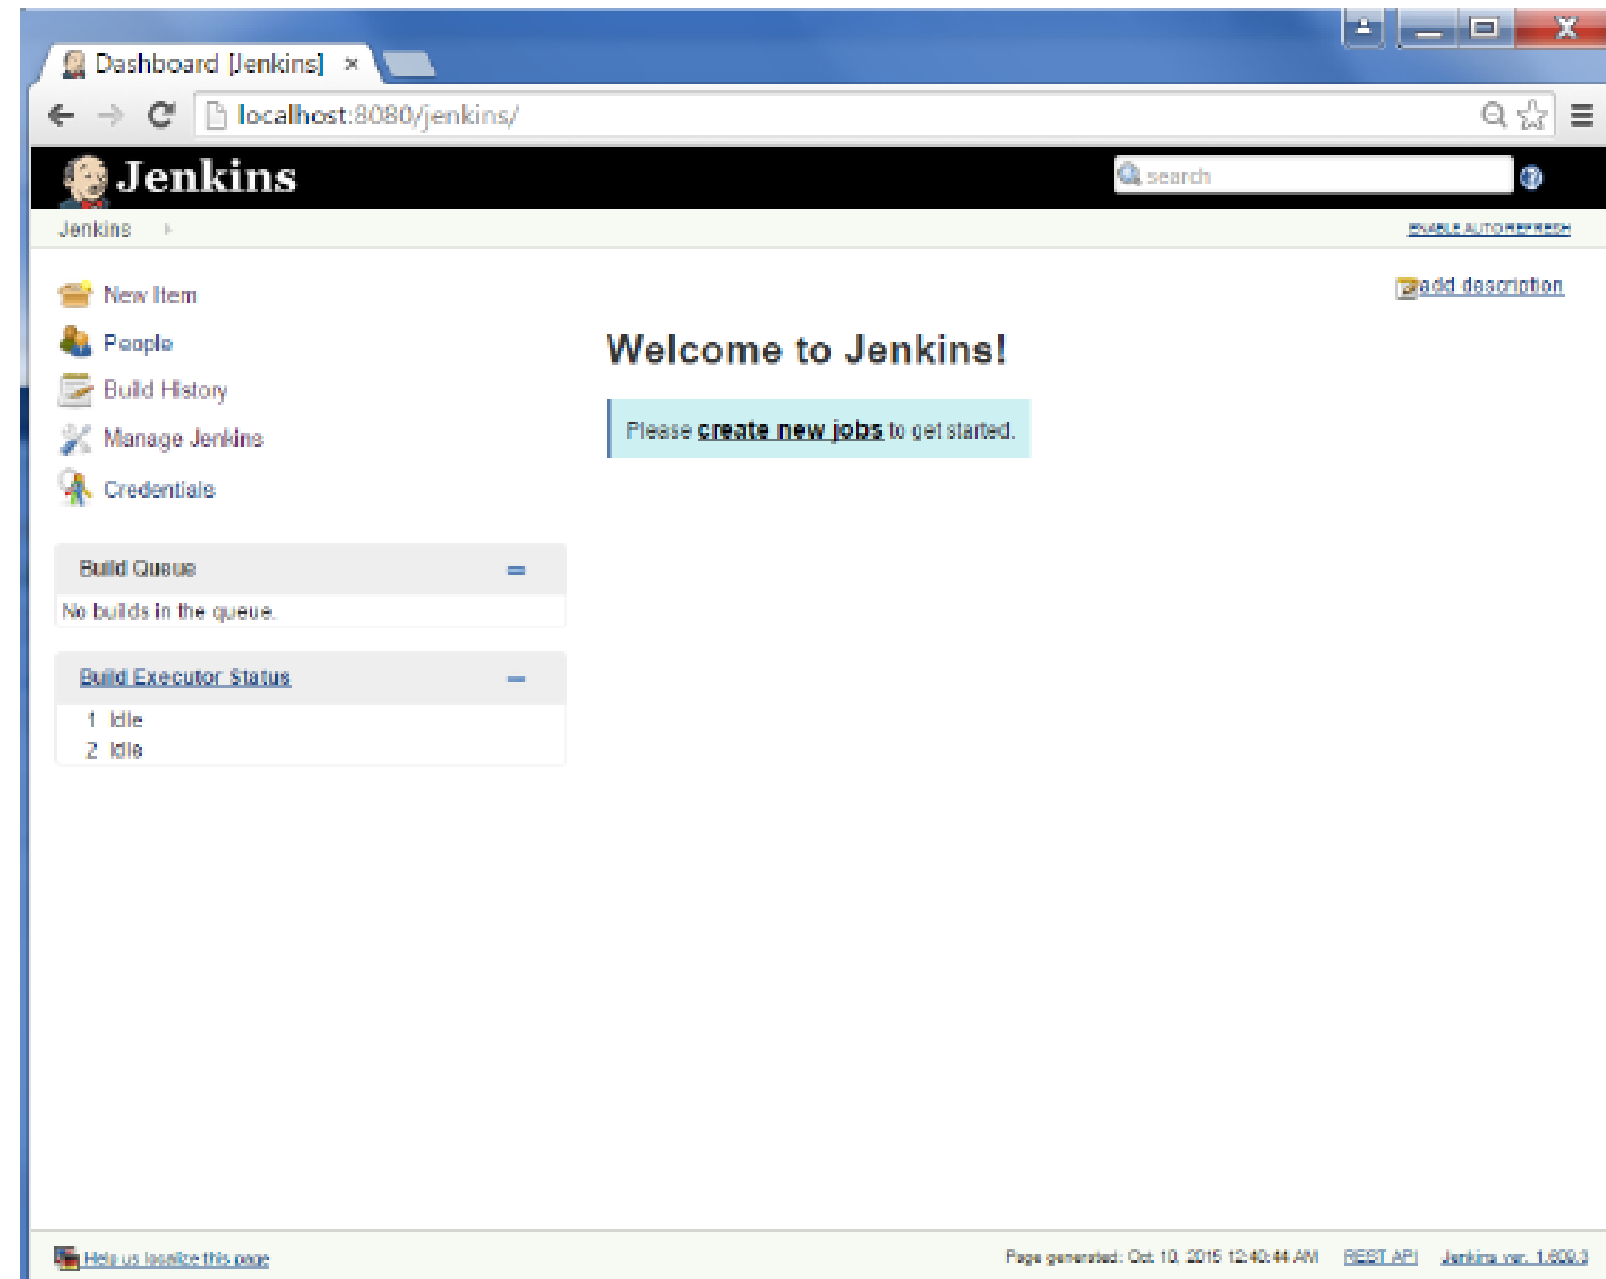 Dashboard [Jenkins]
localhost:8080/jenkins/
Jenkins
search
Jenkins
ENABLE AUTO REFRESH
New Item
People
Build History
Manage Jenkins
Credentials
add description
Welcome to Jenkins!
Please create new jobs to get started.
Build Queue
No builds in the queue.
Build Executor Status
1 Idle
2 Idle
Help us localize this page
Page generated: Oct 10, 2015 12:40:44 AM
REST API
Jenkins ver. 1.609.3